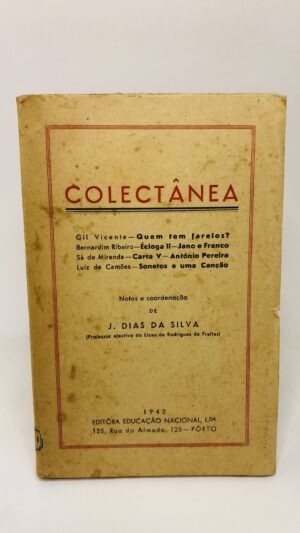 COLECTÂNEA
Gil Vicente — Quem tem farelos?
Bernardim Ribeiro — Écloga II — Jano e Franco
Sá de Miranda — Carta V — António Pereira
Luiz de Camões — Sonetos e uma Canção
Notas e coordenação
DE
J. DIAS DA SILVA
(Professor efectivo do Liceu de Rodrigues de Freitas)
1942
EDITÔRA EDUCAÇÃO NACIONAL, L.DA
125, Rua do Almada, 125 — PÔRTO